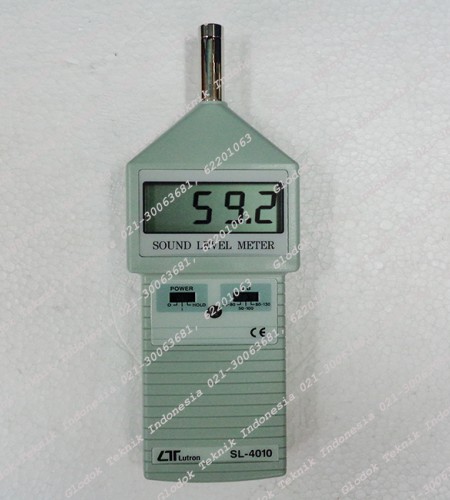 59.2
SOUND LEVEL METER
POWER
HOLD
CE
Lutron
SL-4010
Glodok Teknik Indonesia 021-30063681, 62201063